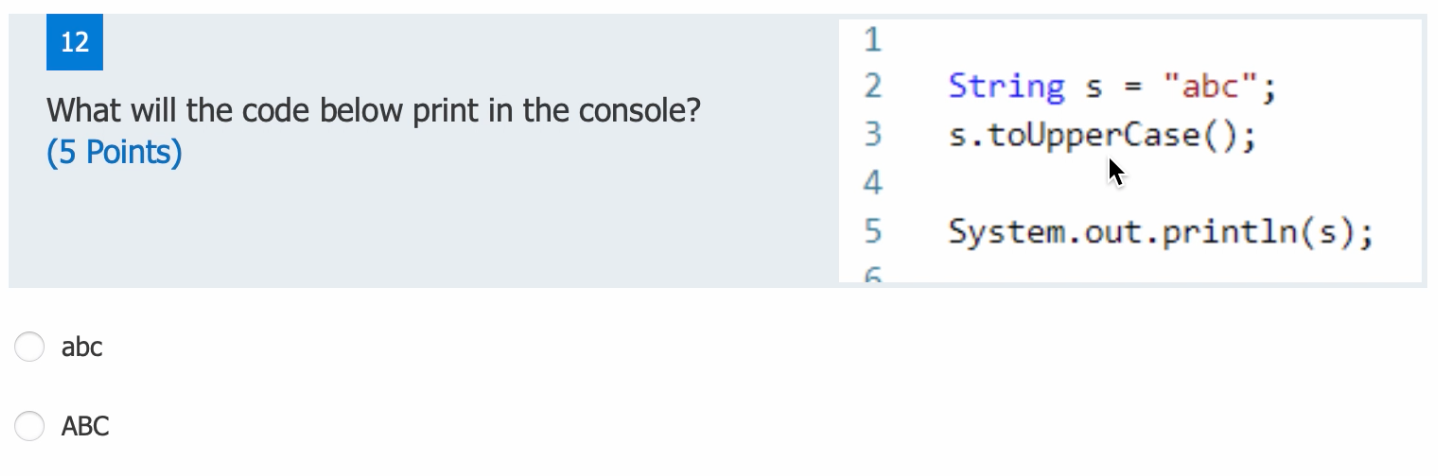 12
What will the code below print in the console?
(5 Points)
1
2 String s = "abc";
3 s.toUpperCase();
4
5 System.out.println(s);
6
abc
ABC